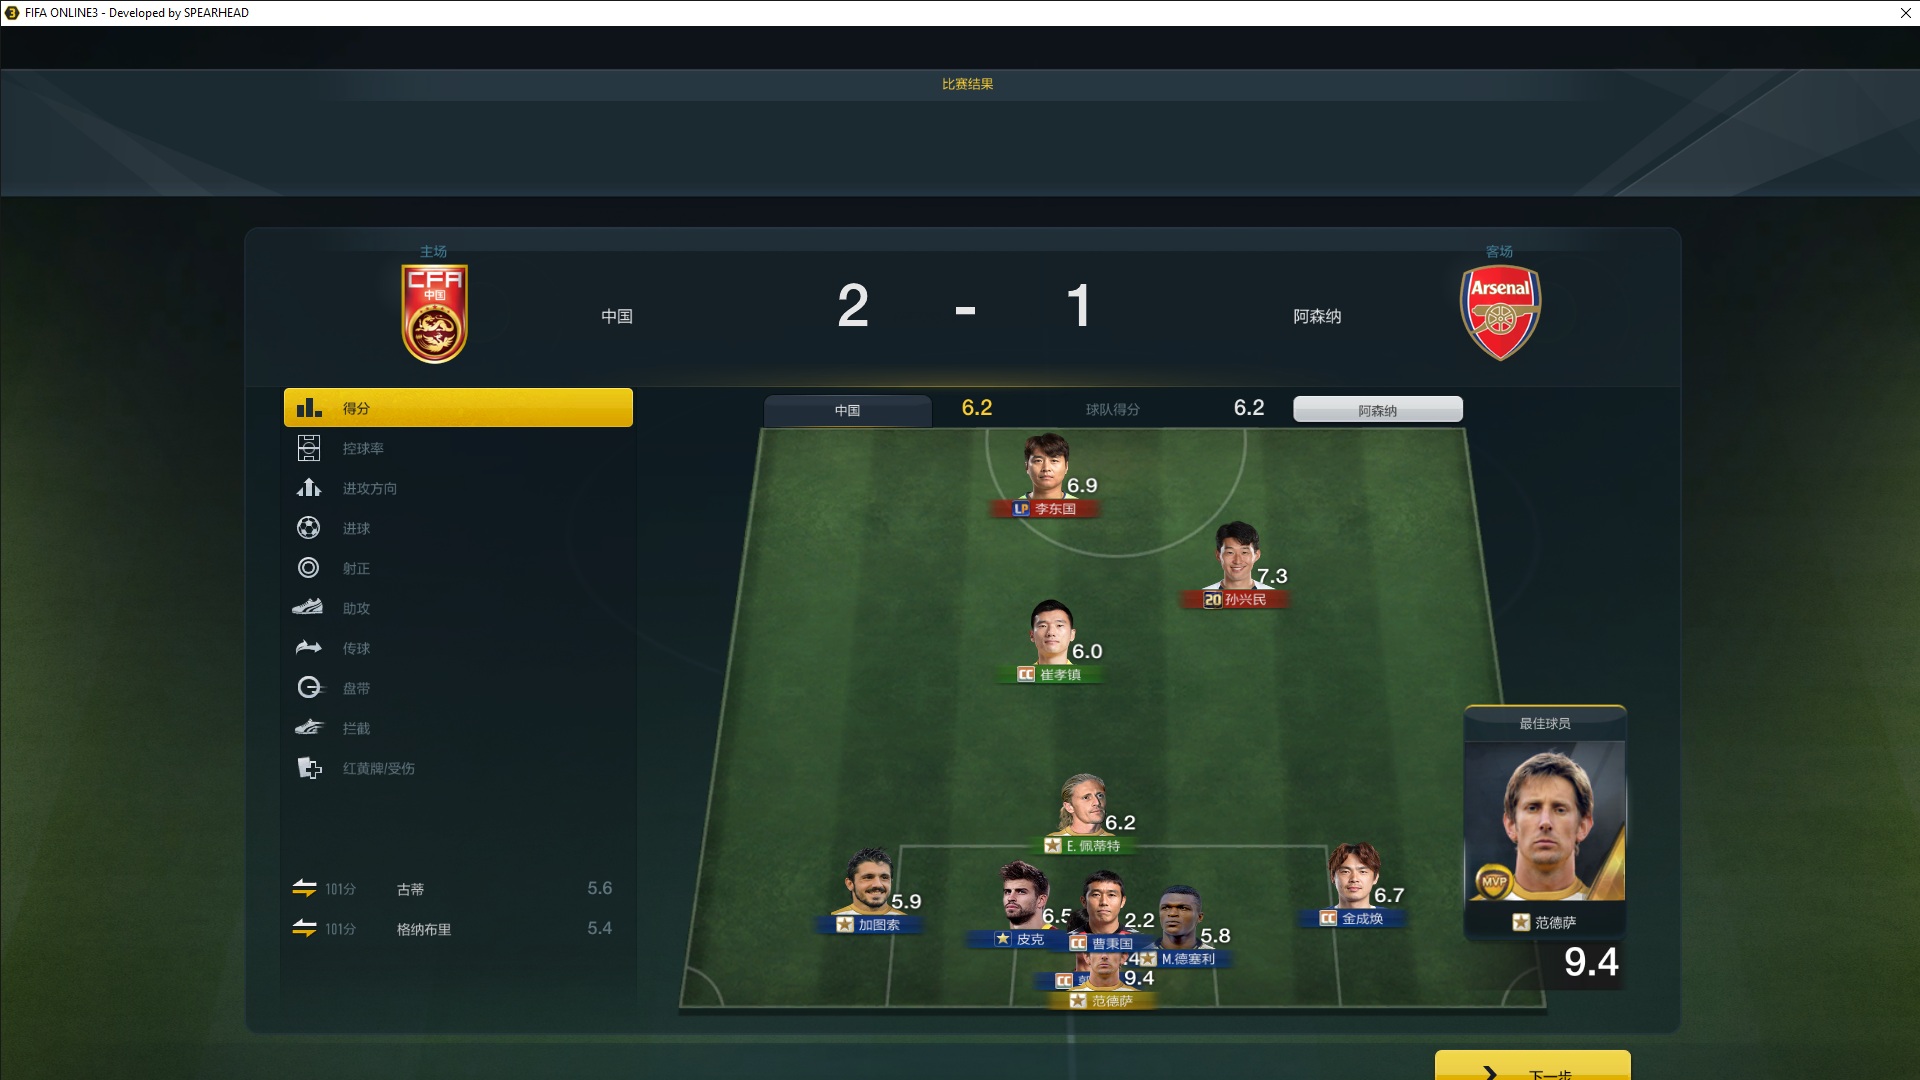 FIFA ONLINE3 - Developed by SPEARHEAD
比赛结果
主场
客场
CFA
中国
中国
2 - 1
阿森纳
Arsenal
得分
控球率
进攻方向
进球
射正
助攻
传球
盘带
拦截
红黄牌/受伤
101分 古蒂 5.6
101分 格纳布里 5.4
中国 6.2 球队得分 6.2 阿森纳
6.9
LP 李东国
7.3
20 孙兴民
6.0
CC 崔孝镇
6.2
E. 佩蒂特
5.9
加图索
6.5
皮克
2.2
CC 曹秉国
5.8
M.德塞利
6.7
CC 金成焕
.4
CC
9.4
范德萨
最佳球员
MVP
范德萨
9.4
下一步